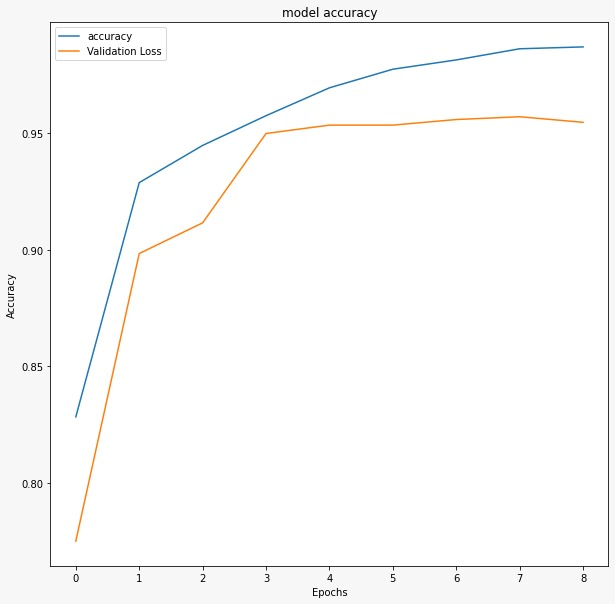 model accuracy
accuracy
Validation Loss
0.95
0.90
0.85
0.80
Accuracy
0 1 2 3 4 5 6 7 8
Epochs